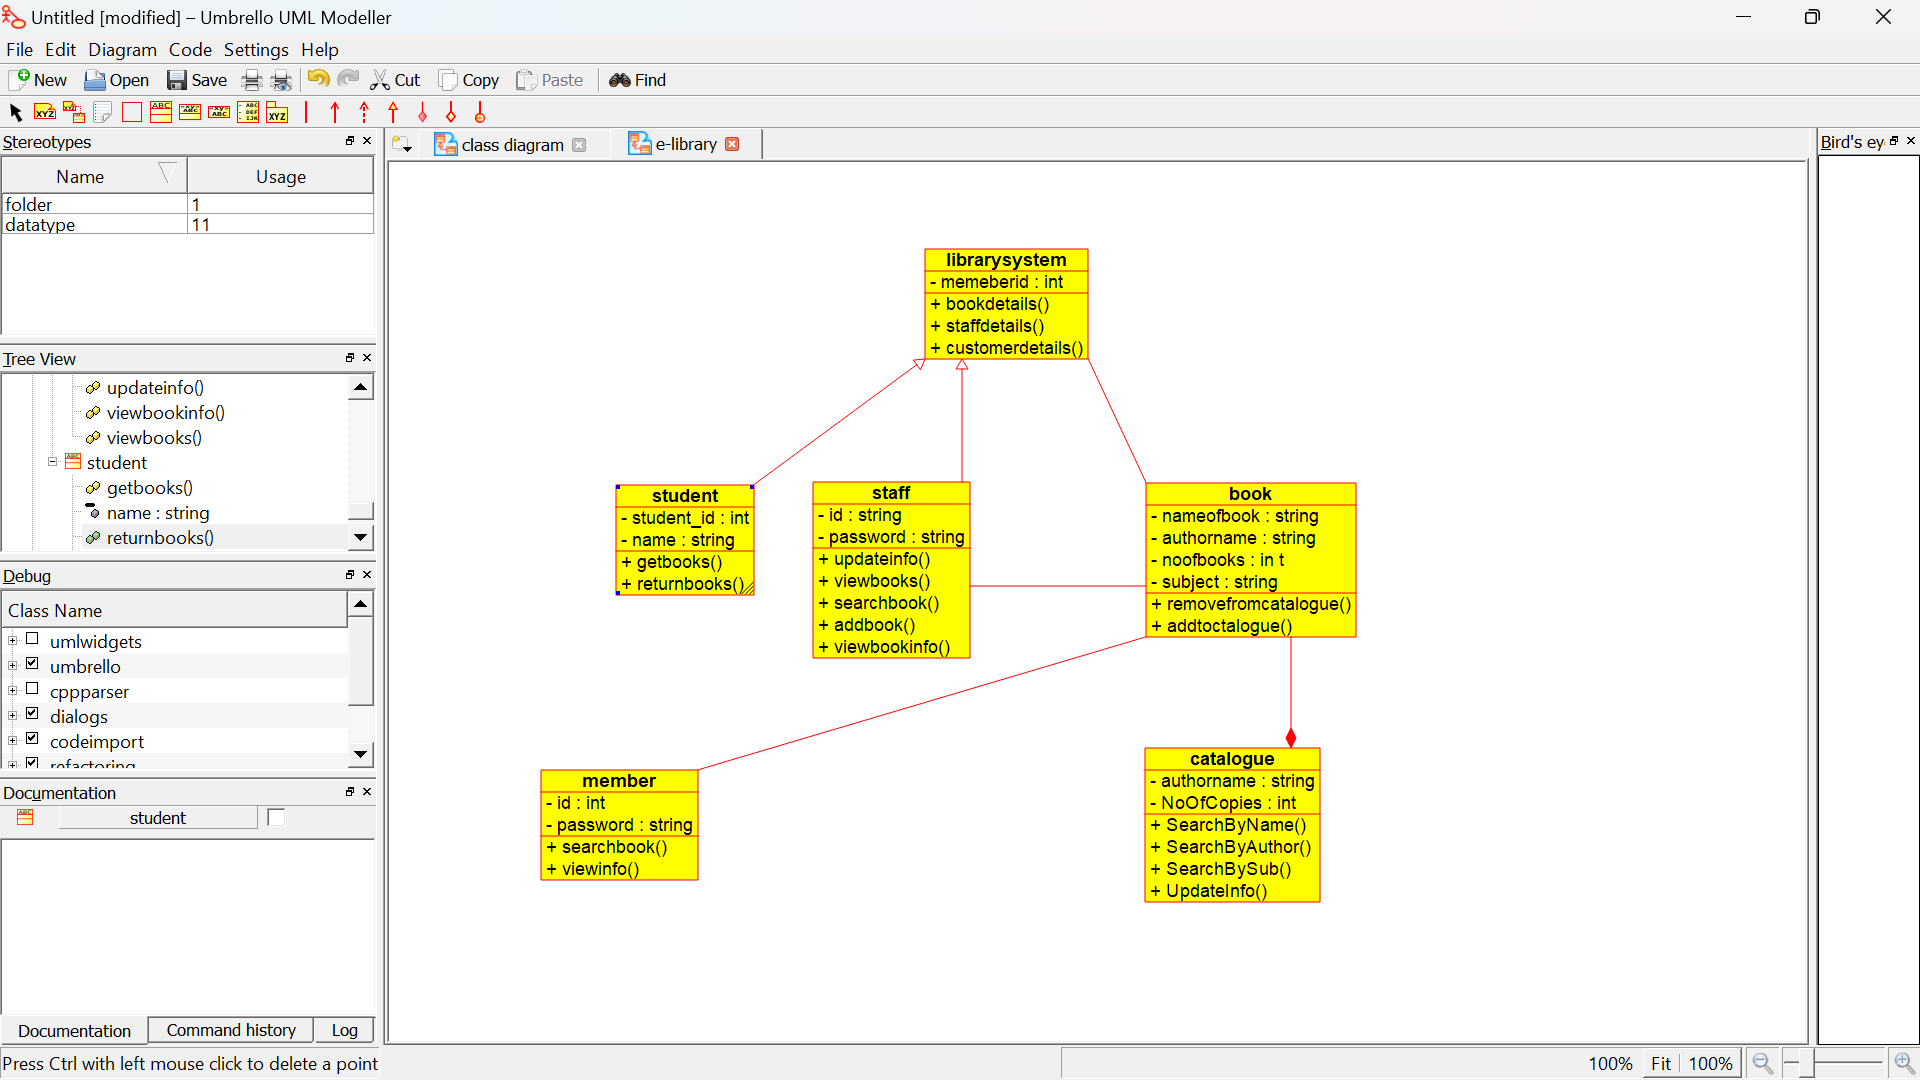 Untitled [modified] – Umbrello UML Modeller
File Edit Diagram Code Settings Help
New Open Save Cut Copy Paste Find
Stereotypes
Name Usage
folder 1
datatype 11
Tree View
updateinfo()
viewbookinfo()
viewbooks()
student
getbooks()
name : string
returnbooks()
Debug
Class Name
umlwidgets
umbrello
cppparser
dialogs
codeimport
refactoring
Documentation
student
Documentation Command history Log
Press Ctrl with left mouse click to delete a point
class diagram
e-library
Bird's ey
librarysystem
- memeberid : int
+ bookdetails()
+ staffdetails()
+ customerdetails()
student
- student_id : int
- name : string
+ getbooks()
+ returnbooks()
staff
- id : string
- password : string
+ updateinfo()
+ viewbooks()
+ searchbook()
+ addbook()
+ viewbookinfo()
book
- nameofbook : string
- authorname : string
- noofbooks : in t
- subject : string
+ removefromcatalogue()
+ addtoctalogue()
member
- id : int
- password : string
+ searchbook()
+ viewinfo()
catalogue
- authorname : string
- NoOfCopies : int
+ SearchByName()
+ SearchByAuthor()
+ SearchBySub()
+ UpdateInfo()
100% Fit 100%